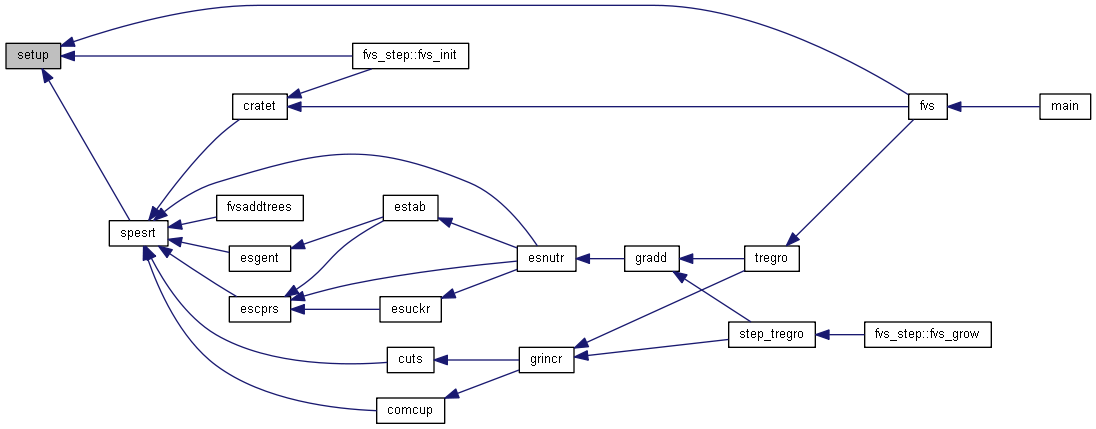 setup
fvs_step::fvs_init
cratet
fvs
main
fvsaddtrees
estab
spesrt
esgent
esnutr
gradd
tregro
escprs
esuckr
step_tregro
fvs_step::fvs_grow
cuts
grincr
comcup